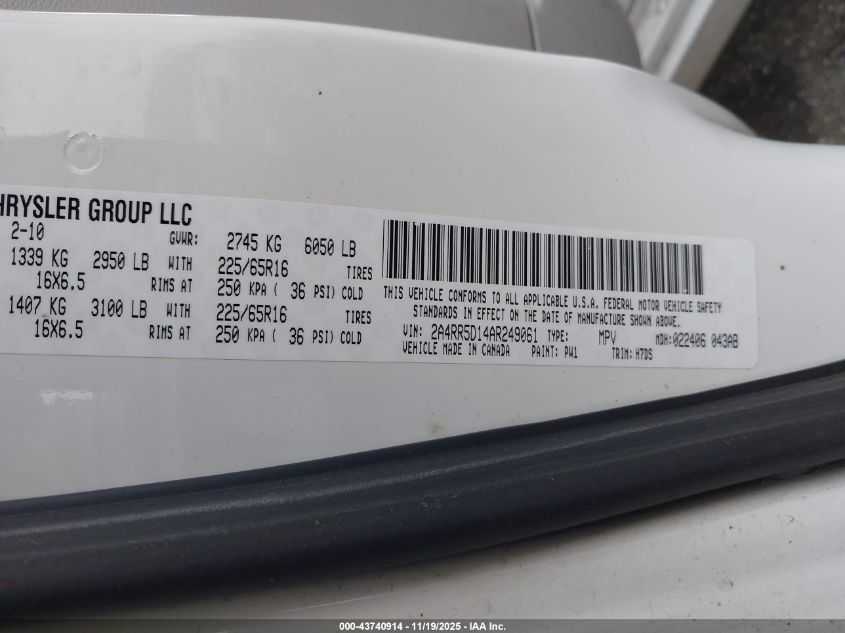 HRYSLER GROUP LLC
2-10 GVWR: 2745 KG 6050 LB
1339 KG 2950 LB WITH 225/65R16 TIRES
16X6.5 RIMS AT 250 KPA ( 36 PSI) COLD
1407 KG 3100 LB WITH 225/65R16 TIRES
16X6.5 RIMS AT 250 KPA ( 36 PSI) COLD
THIS VEHICLE CONFORMS TO ALL APPLICABLE U.S.A. FEDERAL MOTOR VEHICLE SAFETY
STANDARDS IN EFFECT ON THE DATE OF MANUFACTURE SHOWN ABOVE.
VIN: 2A4RR5D14AR249061 TYPE: MPV MDH:022406 043AB
VEHICLE MADE IN CANADA PAINT: PW1 TRIM: H7DS
000-43740914 - 11/19/2025 - IAA Inc.